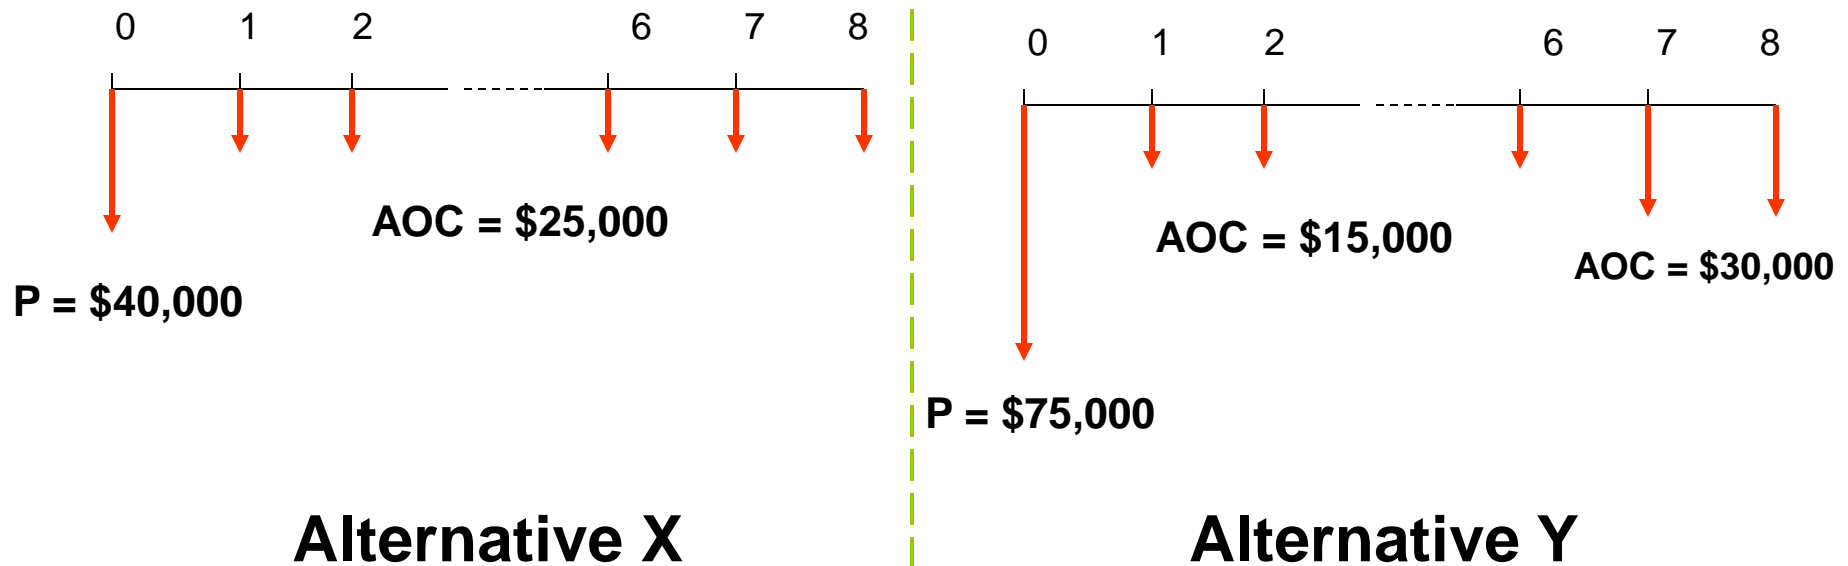 0 1 2 6 7 8
AOC = $25,000
P = $40,000
Alternative X
0 1 2 6 7 8
AOC = $15,000
AOC = $30,000
P = $75,000
Alternative Y